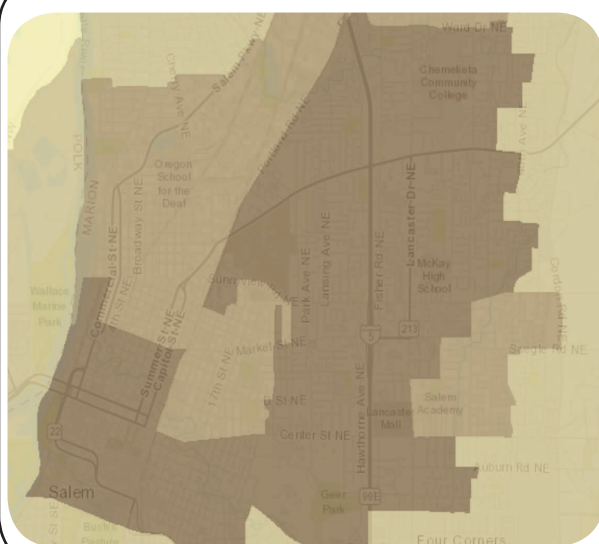 Ward Dr NE
Chemeketa
Community
College
Cherry Ave NE
Salem Pkwy NE
Portland Rd NE
POLK
MARION
Oregon
School
for the
Deaf
Broadway St NE
Commercial St NE
Lancaster Dr NE
Lansing Ave NE
Park Ave NE
Fisher Rd NE
McKay
High
School
Cordon Rd NE
Sunnyview Rd NE
Wallace
Marine
Park
Summer St NE
Capitol St NE
17th St NE
Market St NE
5
213
Swegle Rd NE
D St NE
Hawthorne Ave NE
Lancaster
Mall
Salem
Academy
Center St NE
Auburn Rd NE
Salem
Geer
Park
Four Corners